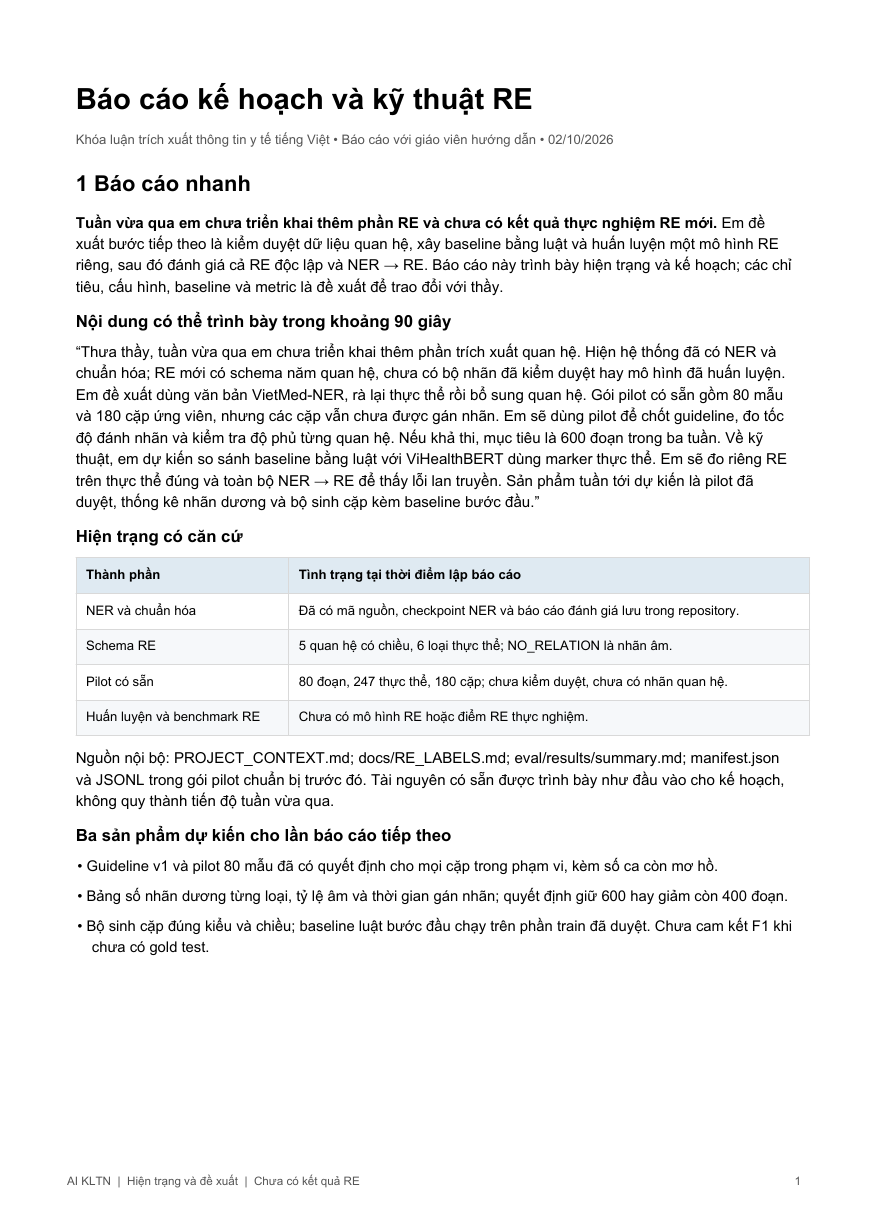 Báo cáo kế hoạch và kỹ thuật RE
Khóa luận trích xuất thông tin y tế tiếng Việt • Báo cáo với giáo viên hướng dẫn • 02/10/2026
1 Báo cáo nhanh
Tuần vừa qua em chưa triển khai thêm phần RE và chưa có kết quả thực nghiệm RE mới. Em đề
xuất bước tiếp theo là kiểm duyệt dữ liệu quan hệ, xây baseline bằng luật và huấn luyện một mô hình RE
riêng, sau đó đánh giá cả RE độc lập và NER → RE. Báo cáo này trình bày hiện trạng và kế hoạch; các chỉ
tiêu, cấu hình, baseline và metric là đề xuất để trao đổi với thầy.
Nội dung có thể trình bày trong khoảng 90 giây
“Thưa thầy, tuần vừa qua em chưa triển khai thêm phần trích xuất quan hệ. Hiện hệ thống đã có NER và
chuẩn hóa; RE mới có schema năm quan hệ, chưa có bộ nhãn đã kiểm duyệt hay mô hình đã huấn luyện.
Em đề xuất dùng văn bản VietMed-NER, rà lại thực thể rồi bổ sung quan hệ. Gói pilot có sẵn gồm 80 mẫu
và 180 cặp ứng viên, nhưng các cặp vẫn chưa được gán nhãn. Em sẽ dùng pilot để chốt guideline, đo tốc
độ đánh nhãn và kiểm tra độ phủ từng quan hệ. Nếu khả thi, mục tiêu là 600 đoạn trong ba tuần. Về kỹ
thuật, em dự kiến so sánh baseline bằng luật với ViHealthBERT dùng marker thực thể. Em sẽ đo riêng RE
trên thực thể đúng và toàn bộ NER → RE để thấy lỗi lan truyền. Sản phẩm tuần tới dự kiến là pilot đã
duyệt, thống kê nhãn dương và bộ sinh cặp kèm baseline bước đầu.”
Hiện trạng có căn cứ
Thành phần Tình trạng tại thời điểm lập báo cáo
NER và chuẩn hóa Đã có mã nguồn, checkpoint NER và báo cáo đánh giá lưu trong repository.
Schema RE 5 quan hệ có chiều, 6 loại thực thể; NO_RELATION là nhãn âm.
Pilot có sẵn 80 đoạn, 247 thực thể, 180 cặp; chưa kiểm duyệt, chưa có nhãn quan hệ.
Huấn luyện và benchmark RE Chưa có mô hình RE hoặc điểm RE thực nghiệm.
Nguồn nội bộ: PROJECT_CONTEXT.md; docs/RE_LABELS.md; eval/results/summary.md; manifest.json
và JSONL trong gói pilot chuẩn bị trước đó. Tài nguyên có sẵn được trình bày như đầu vào cho kế hoạch,
không quy thành tiến độ tuần vừa qua.
Ba sản phẩm dự kiến cho lần báo cáo tiếp theo
• Guideline v1 và pilot 80 mẫu đã có quyết định cho mọi cặp trong phạm vi, kèm số ca còn mơ hồ.
• Bảng số nhãn dương từng loại, tỷ lệ âm và thời gian gán nhãn; quyết định giữ 600 hay giảm còn 400 đoạn.
• Bộ sinh cặp đúng kiểu và chiều; baseline luật bước đầu chạy trên phần train đã duyệt. Chưa cam kết F1 khi
chưa có gold test.
AI KLTN | Hiện trạng và đề xuất | Chưa có kết quả RE 1